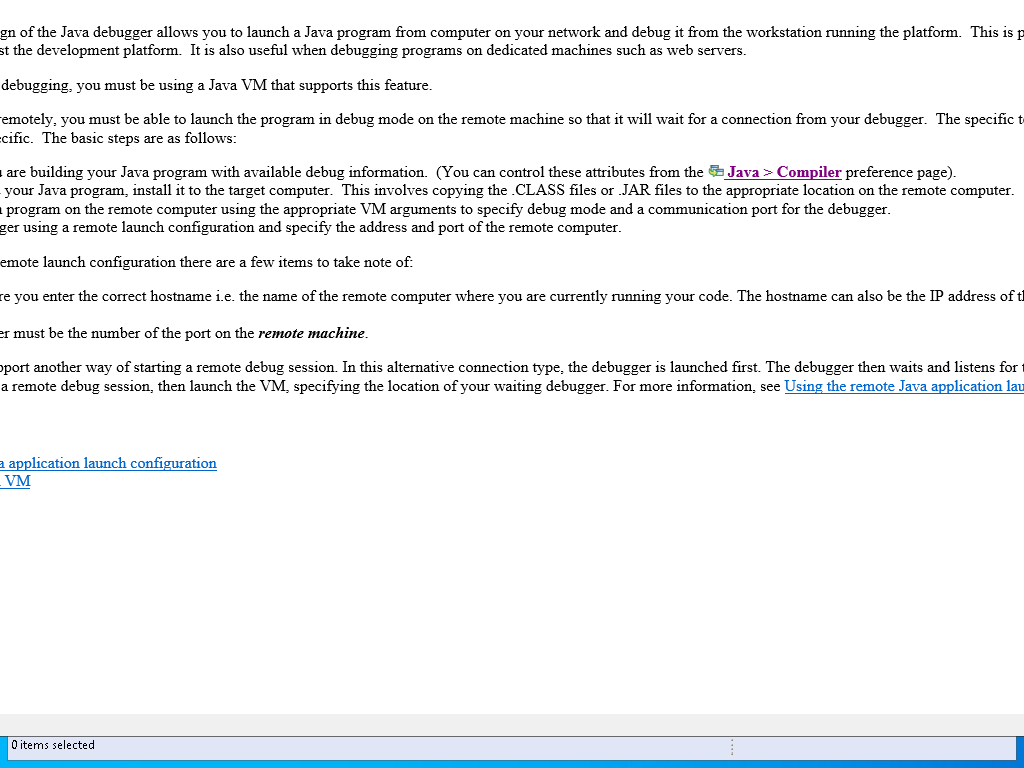 gn of the Java debugger allows you to launch a Java program from computer on your network and debug it from the workstation running the platform.  This is p
st the development platform.  It is also useful when debugging programs on dedicated machines such as web servers.
debugging, you must be using a Java VM that supports this feature.
remotely, you must be able to launch the program in debug mode on the remote machine so that it will wait for a connection from your debugger.  The specific t
cific.  The basic steps are as follows:
are building your Java program with available debug information.  (You can control these attributes from the Java > Compiler preference page).
your Java program, install it to the target computer.  This involves copying the .CLASS files or .JAR files to the appropriate location on the remote computer.
program on the remote computer using the appropriate VM arguments to specify debug mode and a communication port for the debugger.
ger using a remote launch configuration and specify the address and port of the remote computer.
emote launch configuration there are a few items to take note of:
re you enter the correct hostname i.e. the name of the remote computer where you are currently running your code. The hostname can also be the IP address of t
er must be the number of the port on the remote machine.
pport another way of starting a remote debug session. In this alternative connection type, the debugger is launched first. The debugger then waits and listens for
a remote debug session, then launch the VM, specifying the location of your waiting debugger. For more information, see Using the remote Java application lau
a application launch configuration
VM
0 items selected